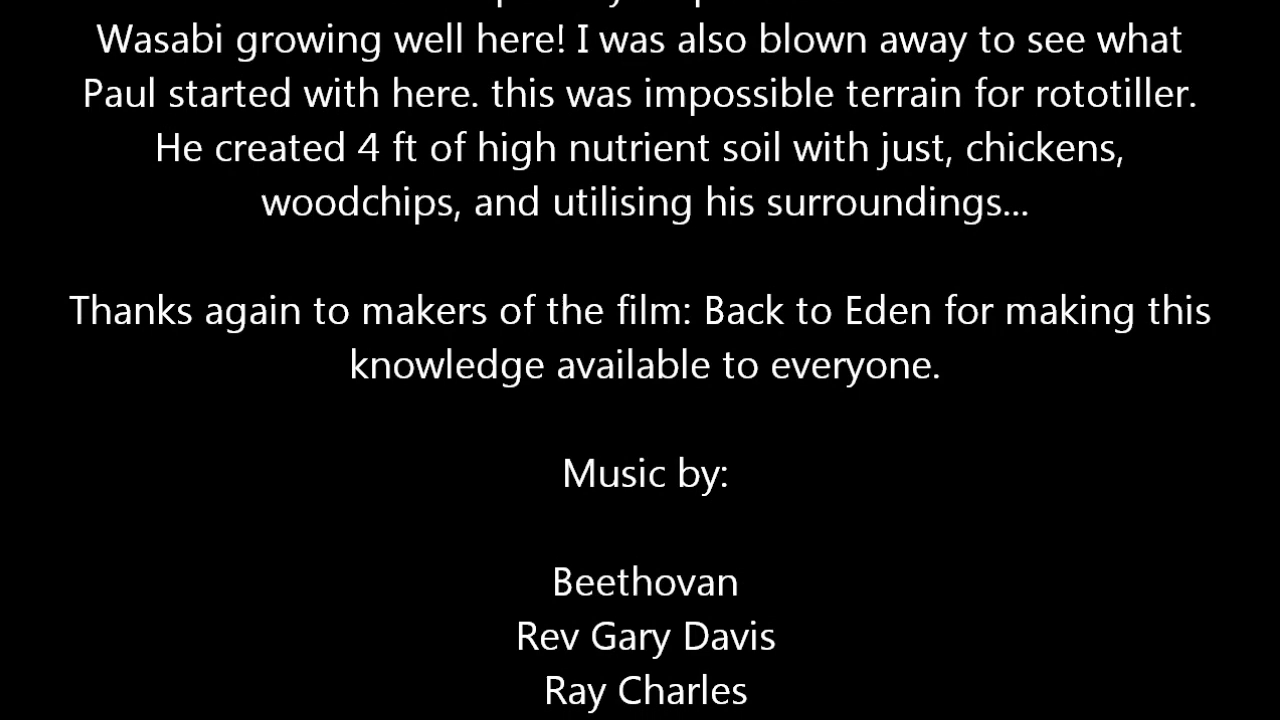 Wasabi growing well here! I was also blown away to see what
Paul started with here. this was impossible terrain for rototiller.
He created 4 ft of high nutrient soil with just, chickens,
woodchips, and utilising his surroundings...
Thanks again to makers of the film: Back to Eden for making this
knowledge available to everyone.
Music by:
Beethovan
Rev Gary Davis
Ray Charles